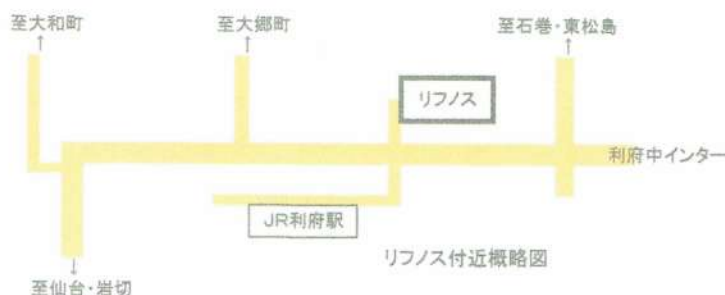 至大和町
至大郷町
至石巻・東松島
リフノス
利府中インター
JR利府駅
リフノス付近概略図
至仙台・岩切